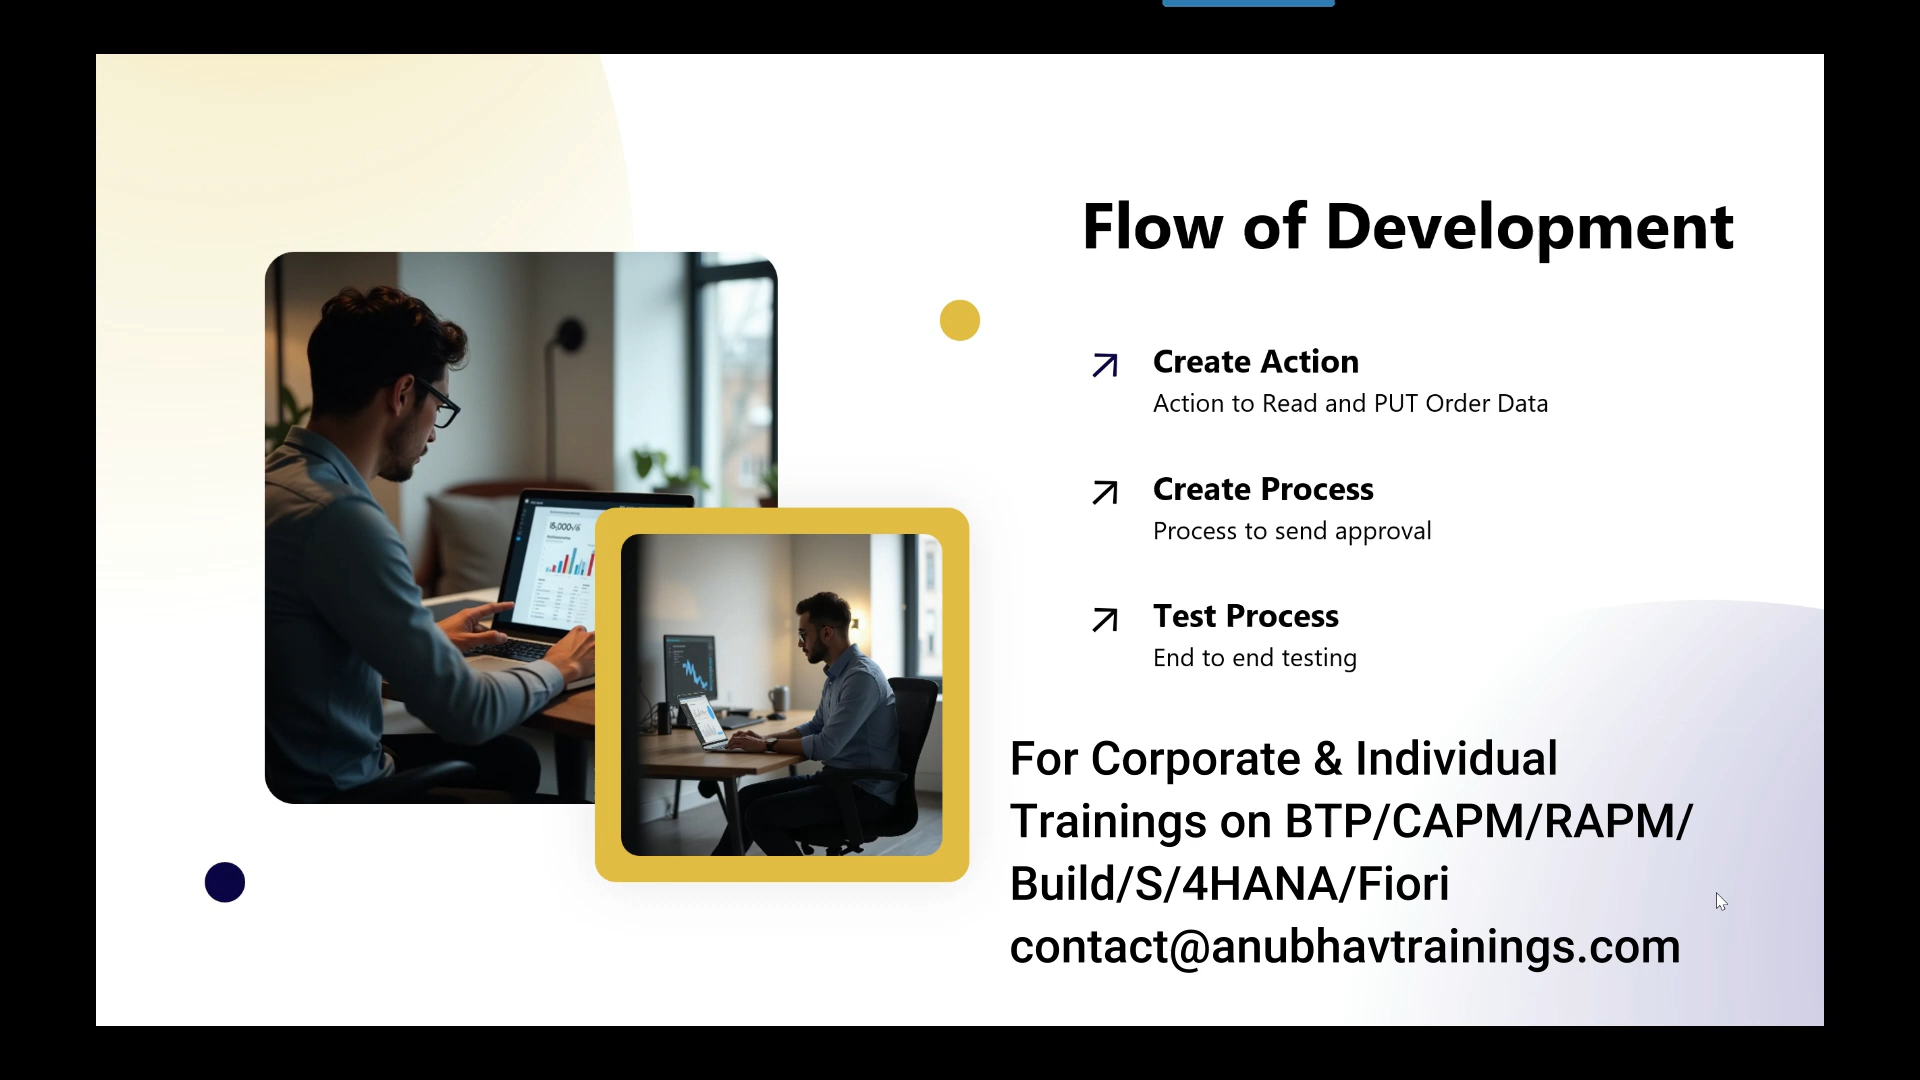 Flow of Development
Create Action
Action to Read and PUT Order Data
Create Process
Process to send approval
Test Process
End to end testing
For Corporate & Individual
Trainings on BTP/CAPM/RAPM/
Build/S/4HANA/Fiori
contact@anubhavtrainings.com